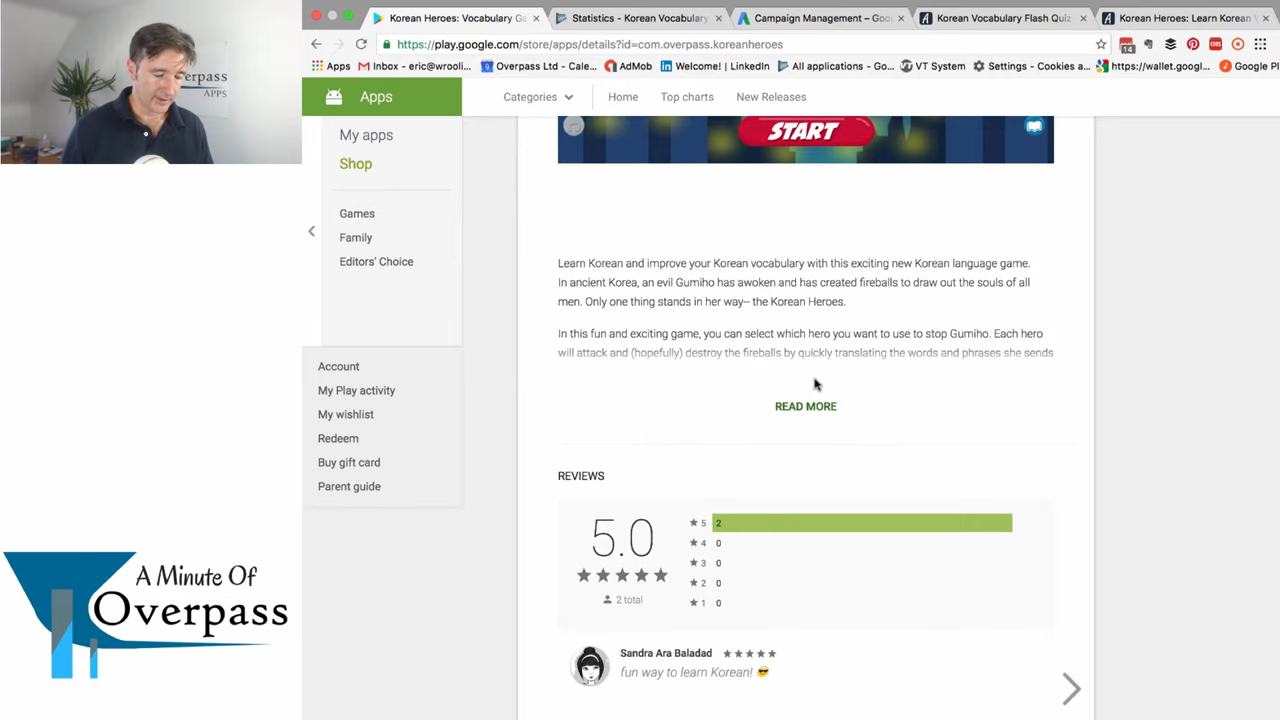 Korean Heroes: Vocabulary Ga
Statistics - Korean Vocabulary
Campaign Management – Goo
Korean Vocabulary Flash Quiz
Korean Heroes: Learn Korean V
https://play.google.com/store/apps/details?id=com.overpass.koreanheroes
14
Apps
Inbox - eric@wrooli...
Overpass Ltd - Cale...
AdMob
Welcome! | LinkedIn
All applications - Go...
VT System
Settings - Cookies a...
https://wallet.googl...
Google P
verpass
APPS
Apps
Categories
Home
Top charts
New Releases
My apps
Shop
Games
Family
Editors' Choice
Account
My Play activity
My wishlist
Redeem
Buy gift card
Parent guide
START
Learn Korean and improve your Korean vocabulary with this exciting new Korean language game.
In ancient Korea, an evil Gumiho has awoken and has created fireballs to draw out the souls of all
men. Only one thing stands in her way-- the Korean Heroes.
In this fun and exciting game, you can select which hero you want to use to stop Gumiho. Each hero
will attack and (hopefully) destroy the fireballs by quickly translating the words and phrases she sends
READ MORE
REVIEWS
5.0
2 total
5 2
4 0
3 0
2 0
1 0
Sandra Ara Baladad
fun way to learn Korean! 😎
A Minute Of
Overpass